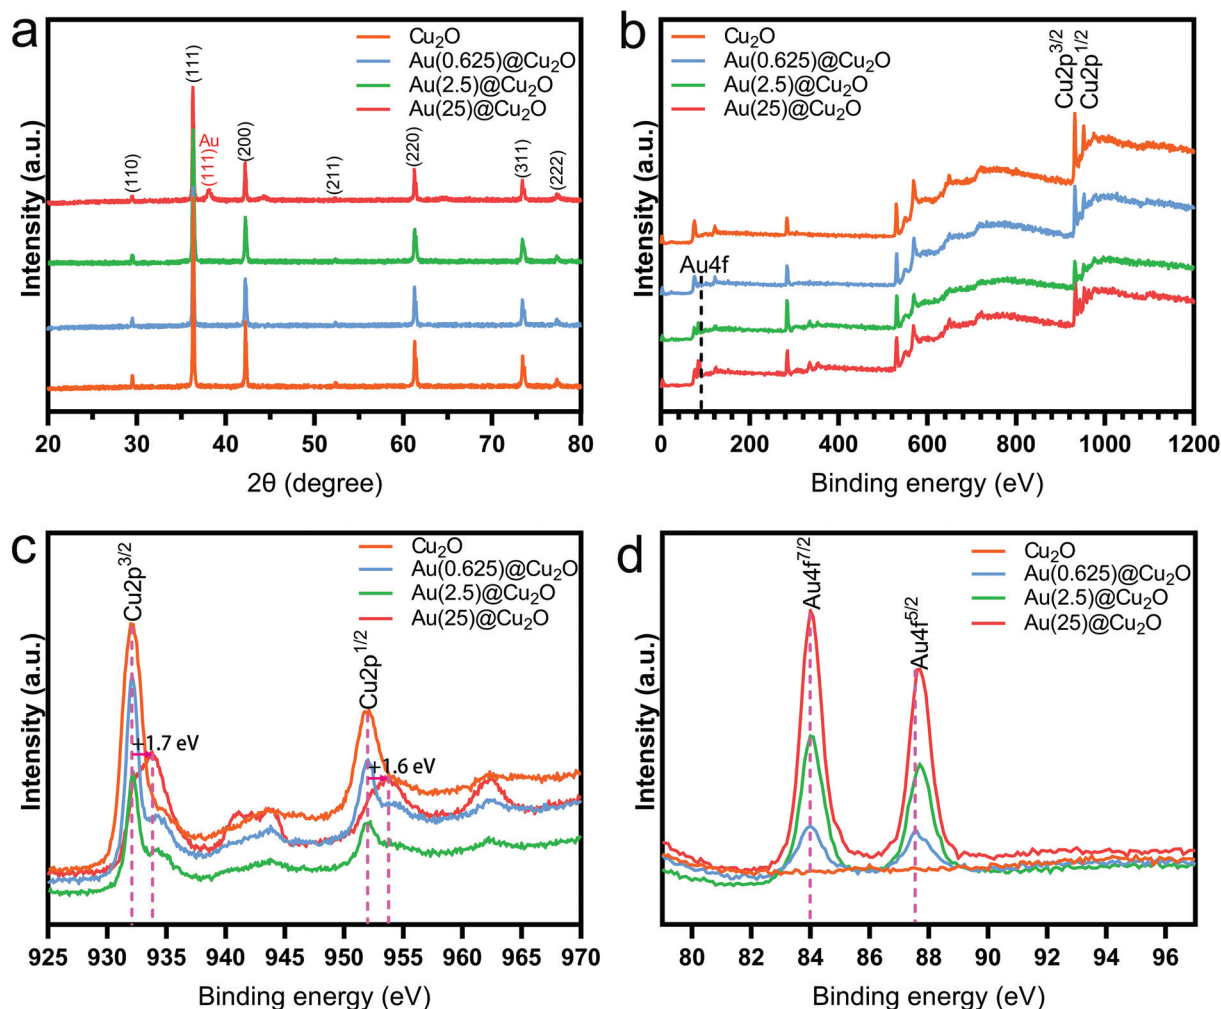 a
Cu₂O
Au(0.625)@Cu₂O
Au(2.5)@Cu₂O
Au(25)@Cu₂O
(110)
(111)
(111)Au
(200)
(211)
(220)
(311)
(222)
Intensity (a.u.)
20 30 40 50 60 70 80
2θ (degree)
b
Cu₂O
Au(0.625)@Cu₂O
Au(2.5)@Cu₂O
Au(25)@Cu₂O
Cu2p³/²
Cu2p¹/²
Au4f
Intensity (a.u.)
0 200 400 600 800 1000 1200
Binding energy (eV)
c
Cu₂O
Au(0.625)@Cu₂O
Au(2.5)@Cu₂O
Au(25)@Cu₂O
Cu2p³/²
+1.7 eV
Cu2p¹/²
+1.6 eV
Intensity (a.u.)
925 930 935 940 945 950 955 960 965 970
Binding energy (eV)
d
Cu₂O
Au(0.625)@Cu₂O
Au(2.5)@Cu₂O
Au(25)@Cu₂O
Au4f⁷/²
Au4f⁵/²
Intensity (a.u.)
80 82 84 86 88 90 92 94 96
Binding energy (eV)